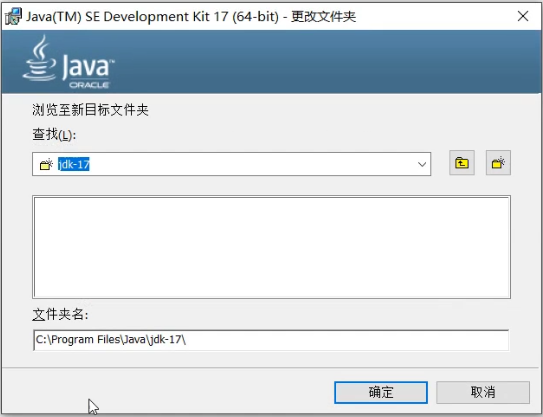 Java(TM) SE Development Kit 17 (64-bit) - 更改文件夹
Java™
ORACLE
浏览至新目标文件夹
查找(L):
jdk-17
文件夹名:
C:\Program Files\Java\jdk-17\
确定
取消